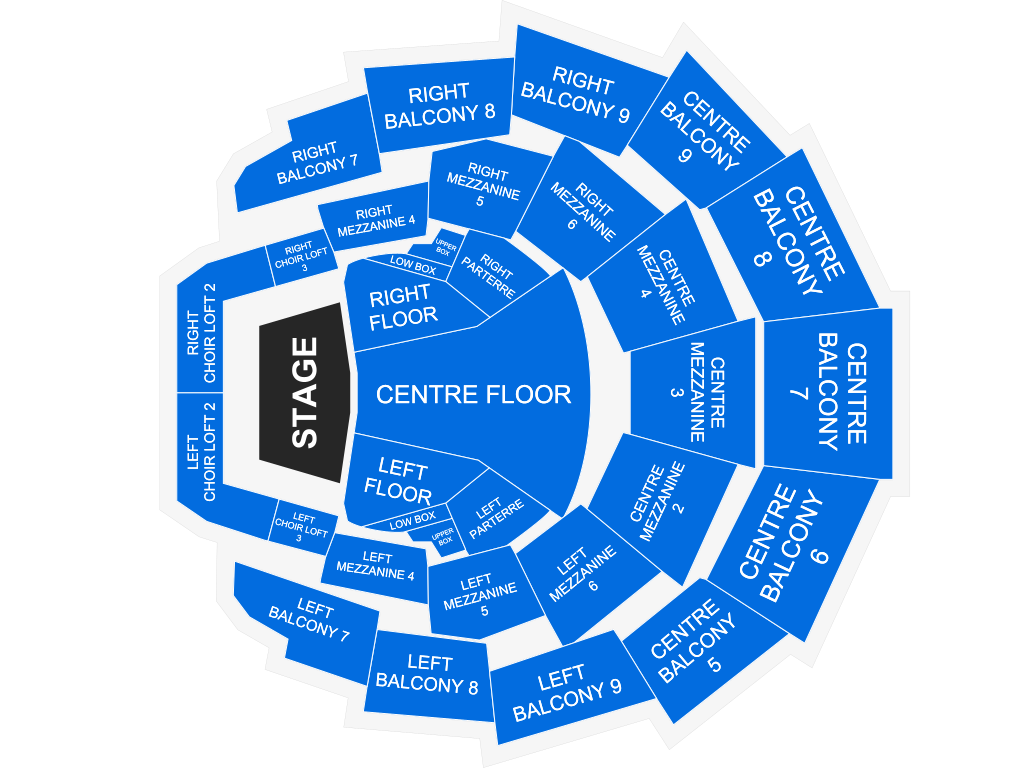 RIGHT
BALCONY 9
CENTRE
BALCONY
9
RIGHT
BALCONY 8
RIGHT
BALCONY 7
RIGHT
MEZZANINE
5
RIGHT
MEZZANINE
6
CENTRE
BALCONY
8
RIGHT
MEZZANINE 4
RIGHT
CHOIR LOFT
3
UPPER
BOX
LOW BOX
RIGHT
PARTERRE
CENTRE
MEZZANINE
4
RIGHT
FLOOR
RIGHT
CHOIR LOFT 2
STAGE
CENTRE FLOOR
CENTRE
MEZZANINE
3
CENTRE
BALCONY
7
LEFT
CHOIR LOFT 2
LEFT
FLOOR
LOW BOX
UPPER
BOX
LEFT
PARTERRE
CENTRE
MEZZANINE
2
LEFT
CHOIR LOFT
3
LEFT
MEZZANINE 4
LEFT
MEZZANINE
5
LEFT
MEZZANINE
6
CENTRE
BALCONY
6
LEFT
BALCONY 7
LEFT
BALCONY 8
LEFT
BALCONY 9
CENTRE
BALCONY
5